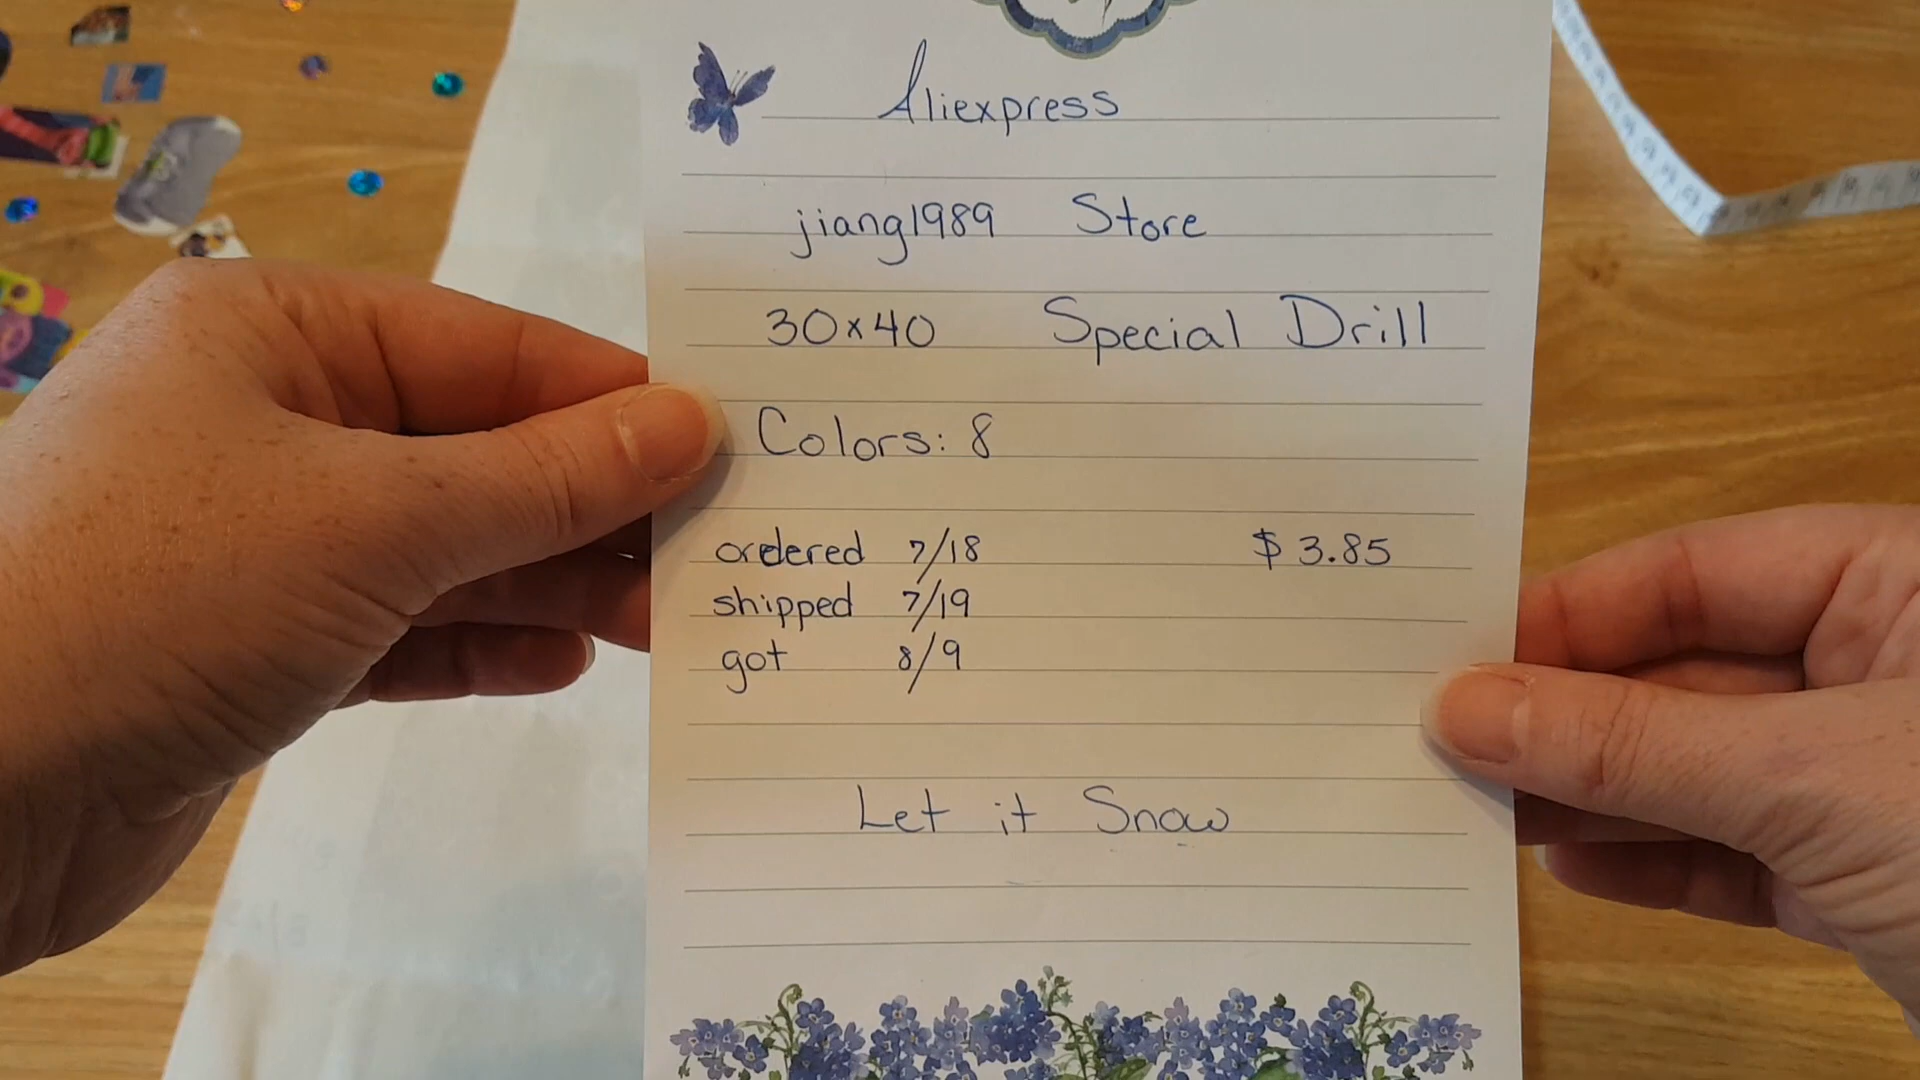 Aliexpress
jiang1989 Store
30x40 Special Drill
Colors: 8
ordered 7/18 $3.85
shipped 7/19
got 8/9
Let it Snow